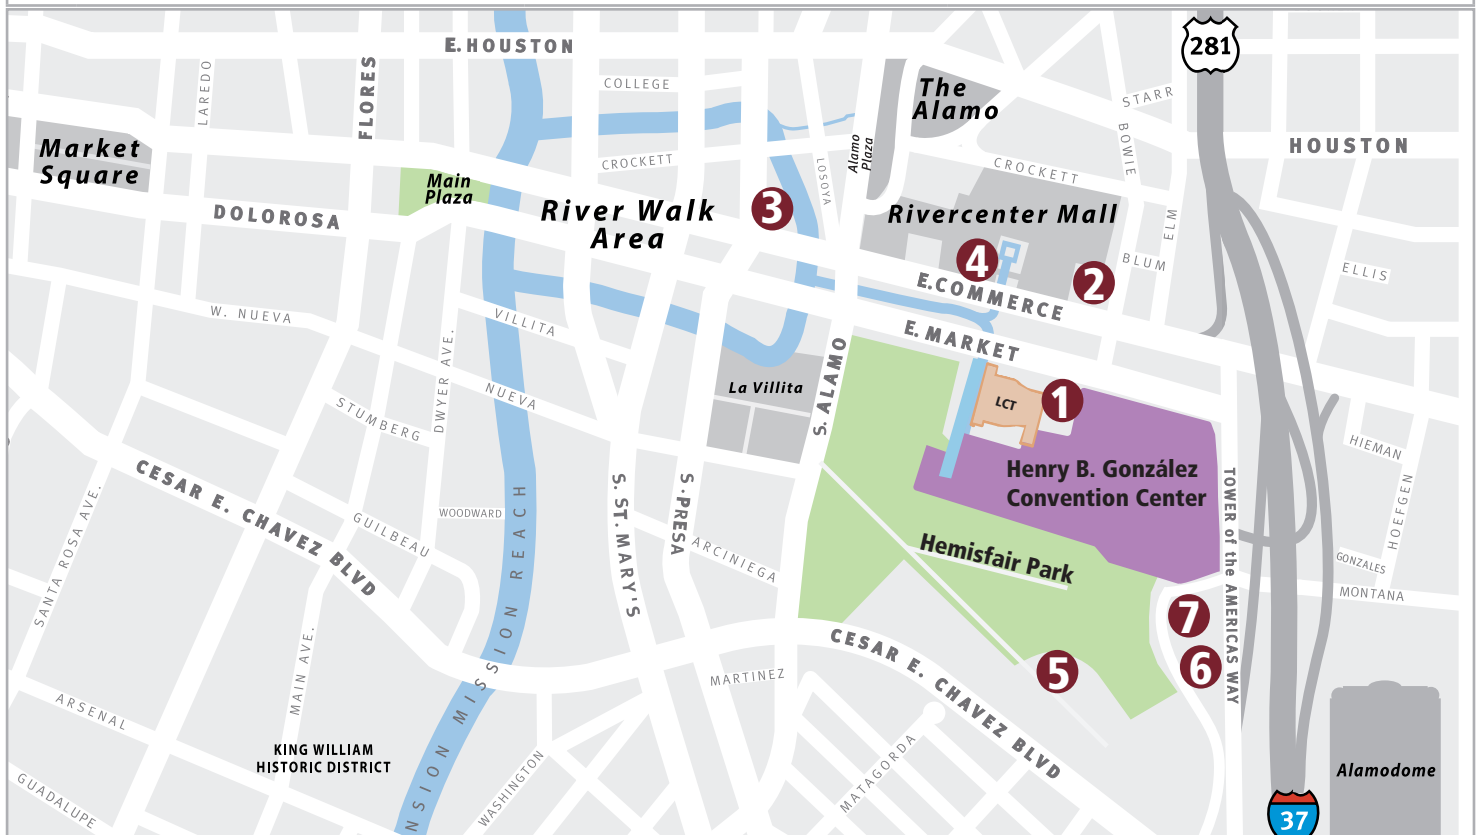 E. HOUSTON
281
LAREDO
FLORES
COLLEGE
The
Alamo
STARR
BOWIE
HOUSTON
Market
Square
CROCKETT
Alamo
Plaza
LOSOYA
CROCKETT
Main
Plaza
DOLOROSA
River Walk
Area
3
Rivercenter Mall
ELM
4
2
BLUM
ELLIS
E. COMMERCE
W. NUEVA
VILLITA
E. MARKET
DWYER AVE.
NUEVA
La Villita
S. ALAMO
LCT
1
STUMBERG
HIEMAN
Henry B. González
Convention Center
CESAR E. CHAVEZ BLVD
S. ST. MARY'S
S. PRESA
TOWER of the AMERICAS WAY
HOEFGEN
SANTA ROSA AVE.
GUILBEAU
WOODWARD
ARCINIEGA
Hemisfair Park
GONZALES
MONTANA
7
NSION MISSION REACH
MAIN AVE.
CESAR E. CHAVEZ BLVD
5
6
MARTINEZ
ARSENAL
KING WILLIAM
HISTORIC DISTRICT
WASHINGTON
MATAGORDA
Alamodome
GUADALUPE
37